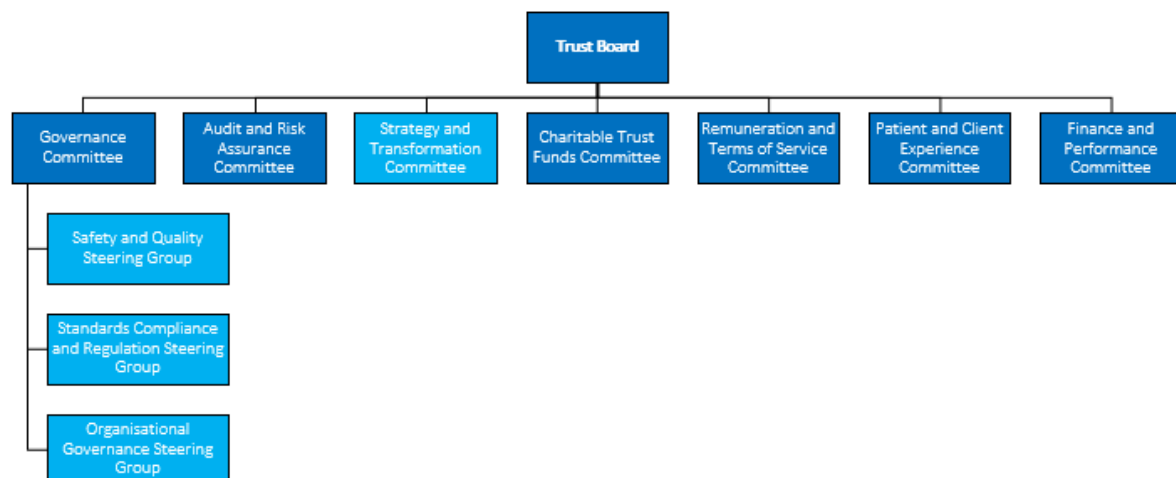 Trust Board
Governance
Committee
Audit and Risk
Assurance
Committee
Strategy and
Transformation
Committee
Charitable Trust
Funds Committee
Remuneration and
Terms of Service
Committee
Patient and Client
Experience
Committee
Finance and
Performance
Committee
Safety and Quality
Steering Group
Standards Compliance
and Regulation Steering
Group
Organisational
Governance Steering
Group